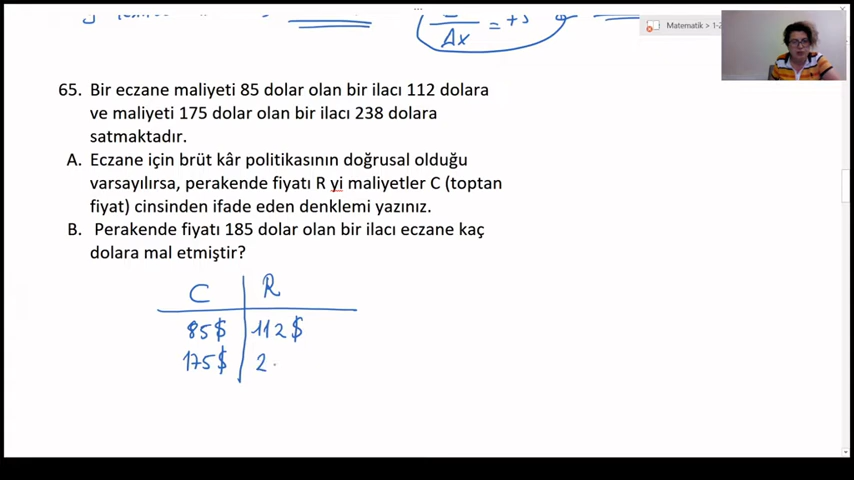 Δx = +3
Matematik > 1-2
65. Bir eczane maliyeti 85 dolar olan bir ilacı 112 dolara
ve maliyeti 175 dolar olan bir ilacı 238 dolara
satmaktadır.
A. Eczane için brüt kâr politikasının doğrusal olduğu
varsayılırsa, perakende fiyatı R yi maliyetler C (toptan
fiyat) cinsinden ifade eden denklemi yazınız.
B. Perakende fiyatı 185 dolar olan bir ilacı eczane kaç
dolara mal etmiştir?
C R
85$ 112$
175$ 2